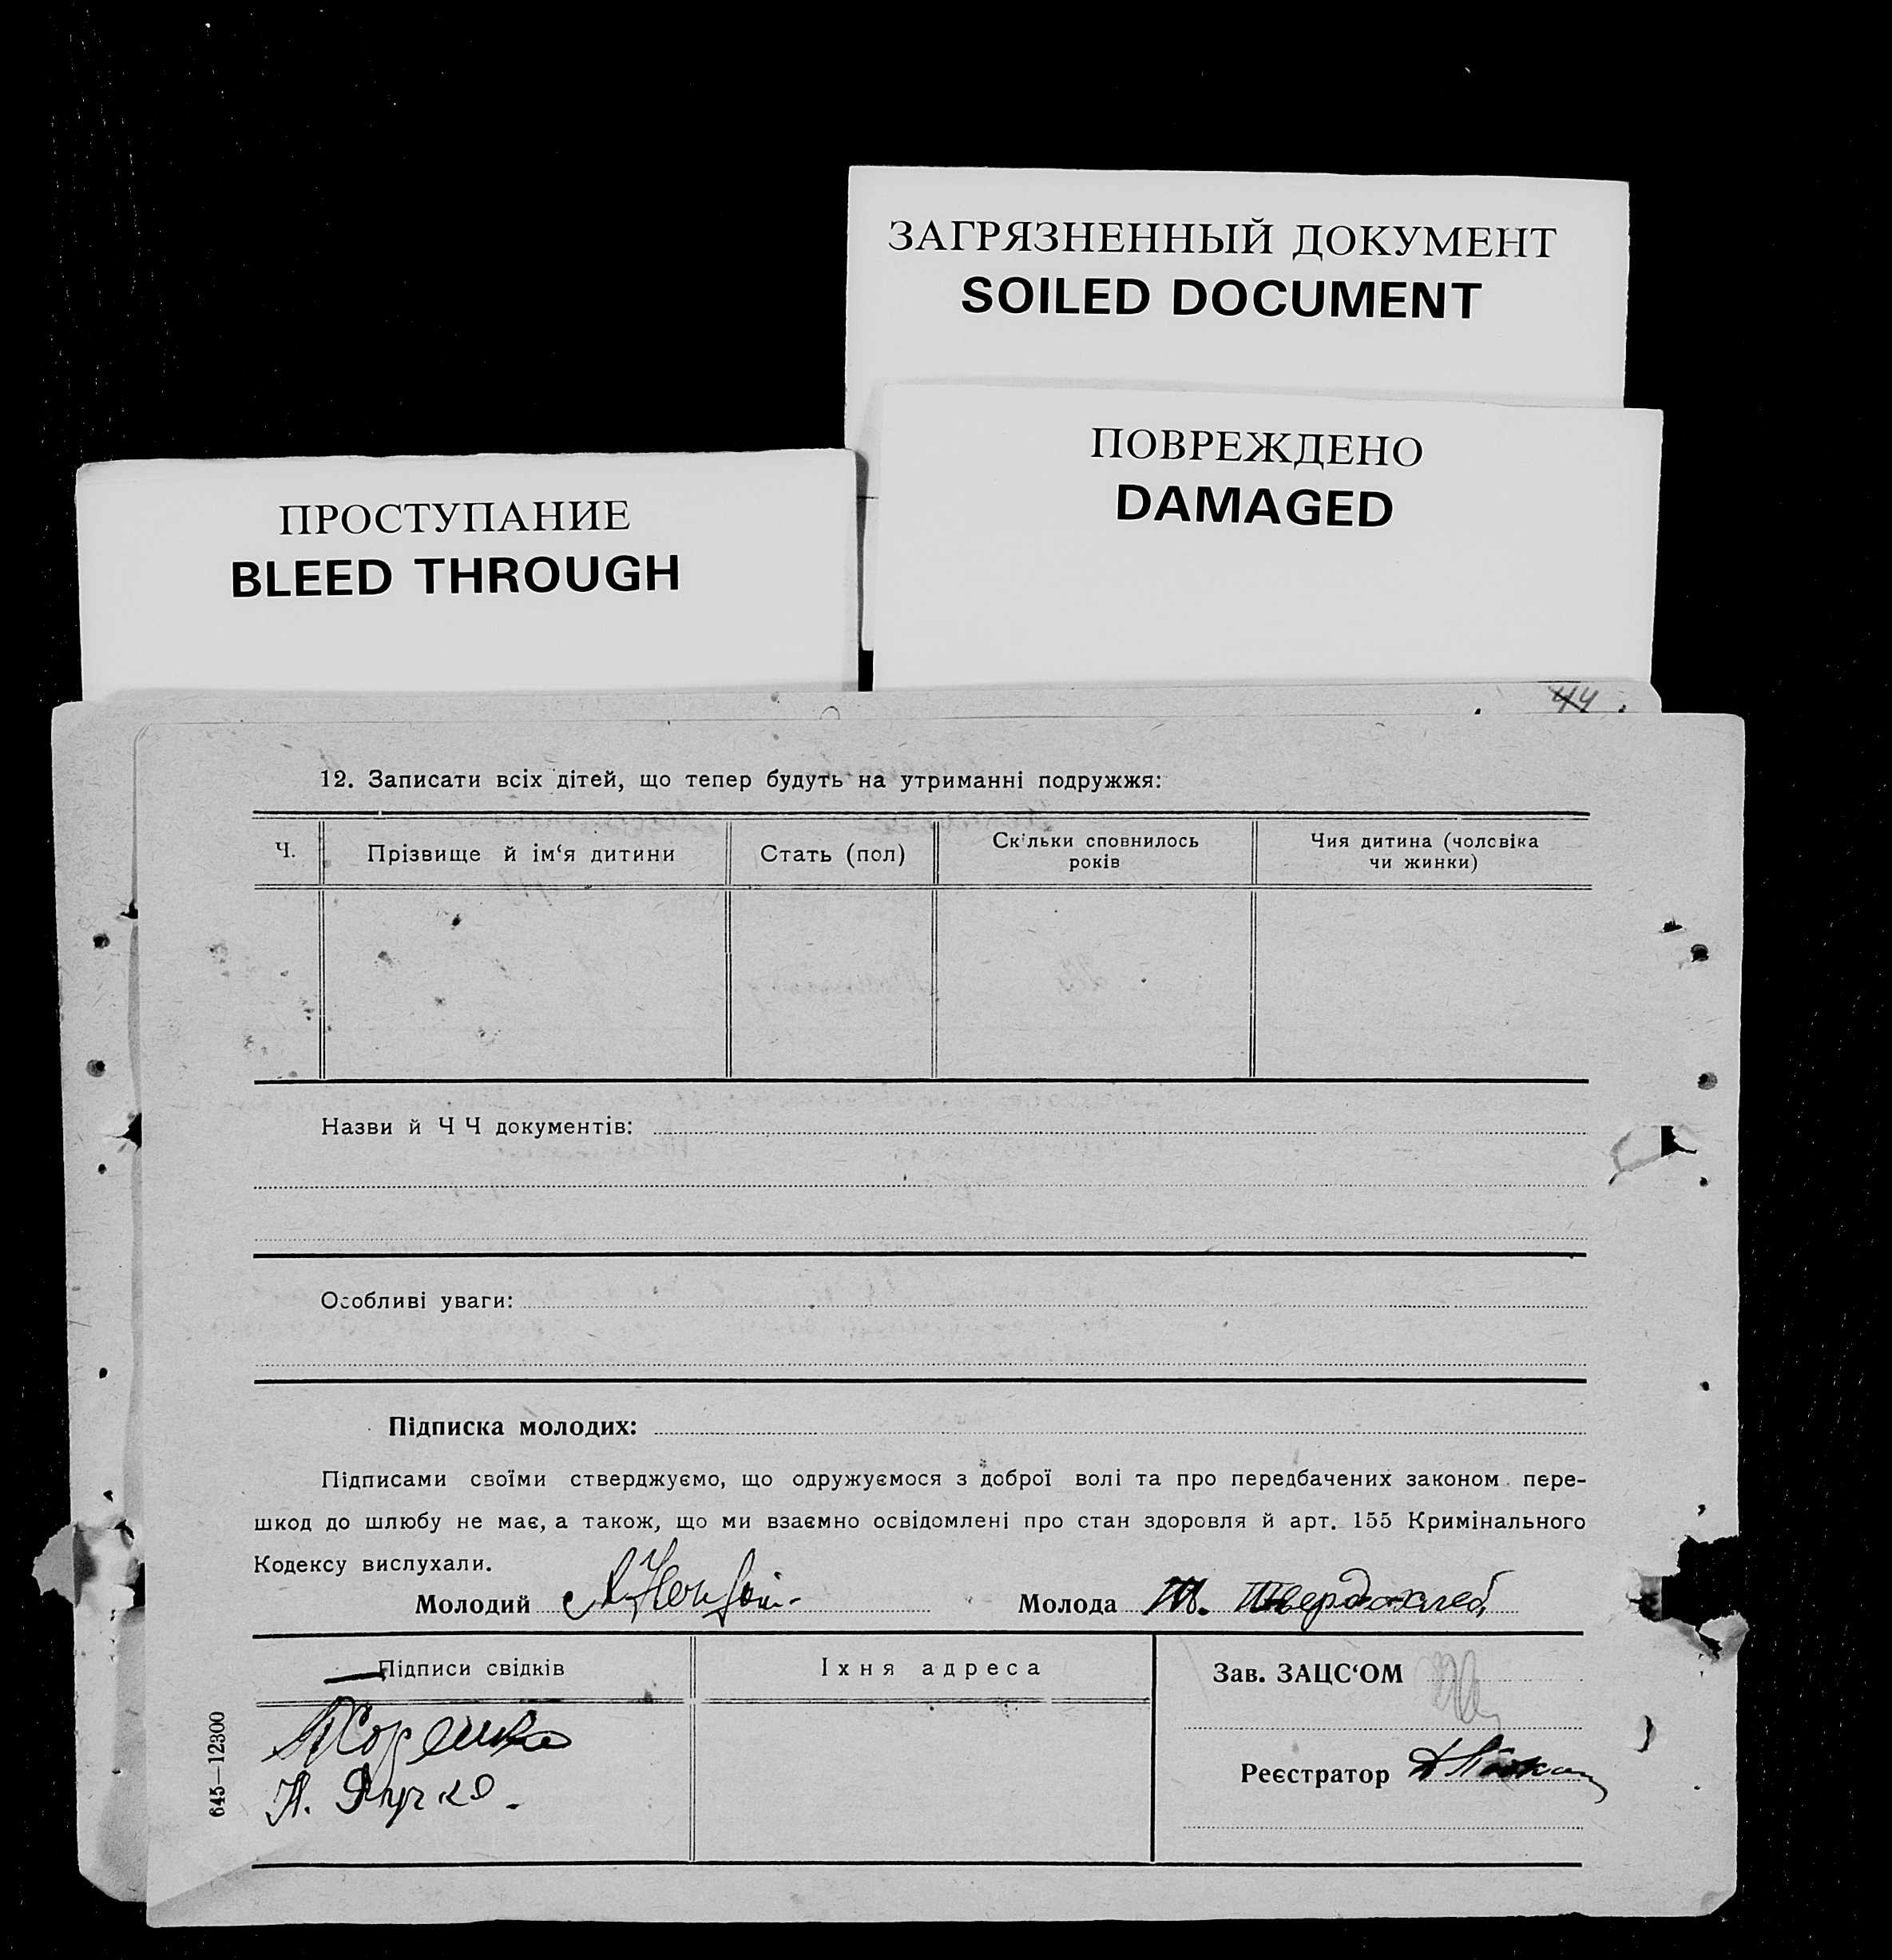 ЗАГРЯЗНЕННЫЙ ДОКУМЕНТ
SOILED DOCUMENT
ПОВРЕЖДЕНО
DAMAGED
ПРОСТУПАНИЕ
BLEED THROUGH
44
12. Записати всіх дітей, що тепер будуть на утриманні подружжя:
Ч.
Прізвище й ім‘я дитини
Стать (пол)
Скільки сповнилось
років
Чия дитина (чоловіка
чи жинки)
Назви й Ч Ч документів:
Особливі уваги:
Підписка молодих:
Підписами своїми стверджуємо, що одружуємося з доброї волі та про передбачених законом пере-
шкод до шлюбу не має, а також, що ми взаємно освідомлені про стан здоровля й арт. 155 Кримінального
Кодексу вислухали.
Молодий
Молода Т. Твердохлеб
Підписи свідків
Їхня адреса
Зав. ЗАЦС‘ОМ
Реєстратор
645—12300